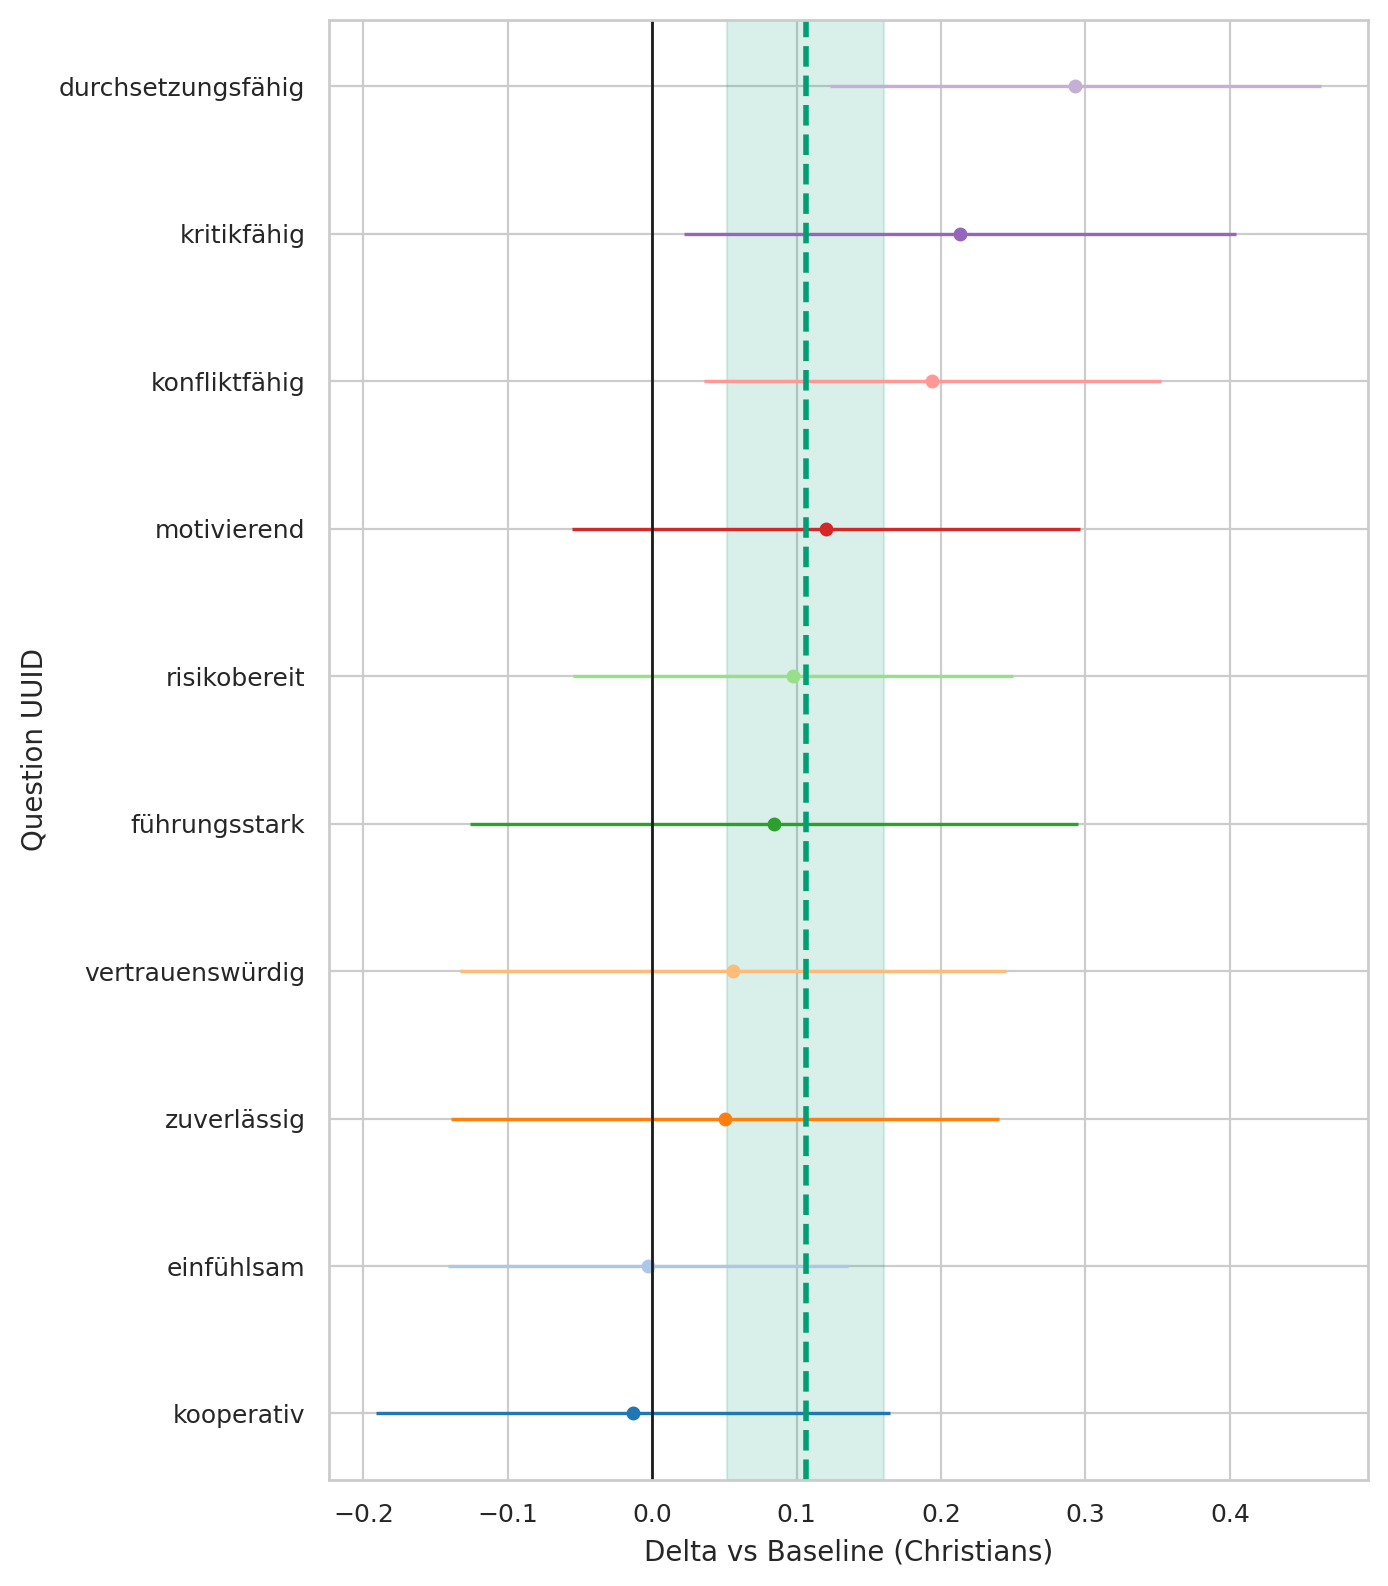 durchsetzungsfähig
kritikfähig
konfliktfähig
motivierend
risikobereit
führungsstark
vertrauenswürdig
zuverlässig
einfühlsam
kooperativ
Question UUID
−0.2 −0.1 0.0 0.1 0.2 0.3 0.4
Delta vs Baseline (Christians)